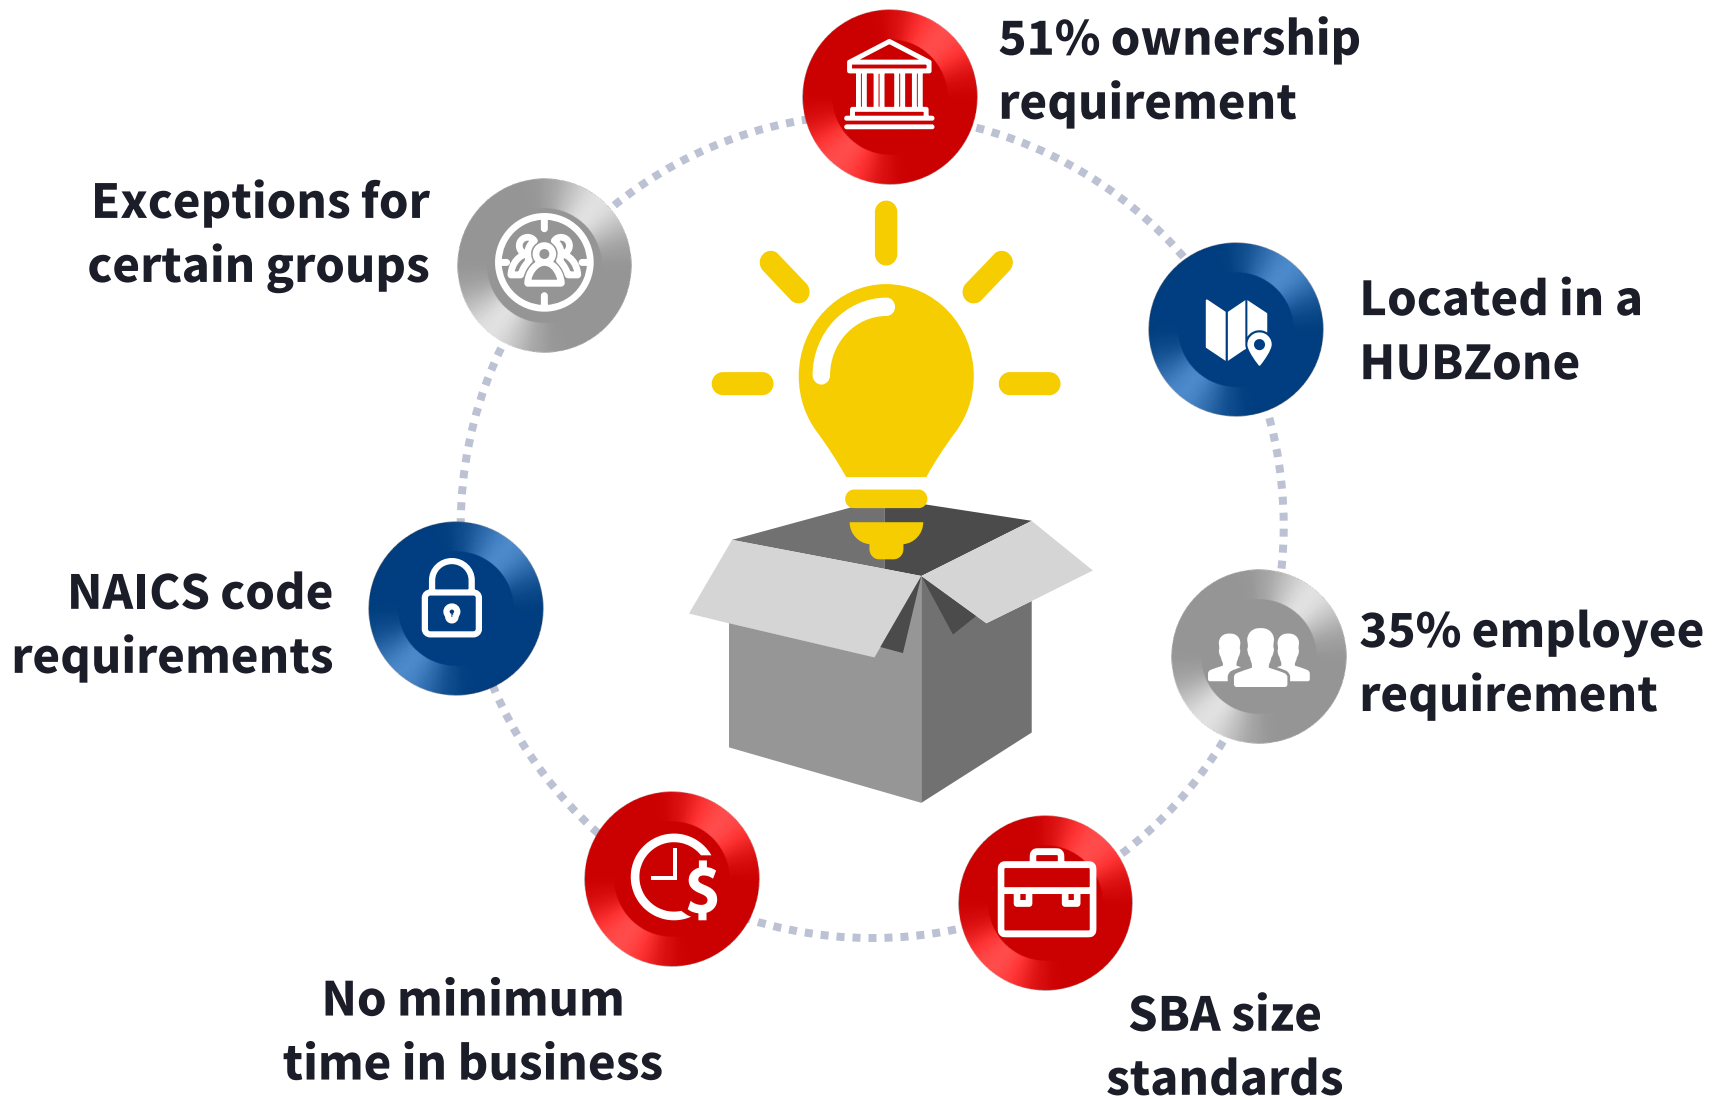 51% ownership
requirement
Located in a
HUBZone
35% employee
requirement
SBA size
standards
No minimum
time in business
NAICS code
requirements
Exceptions for
certain groups